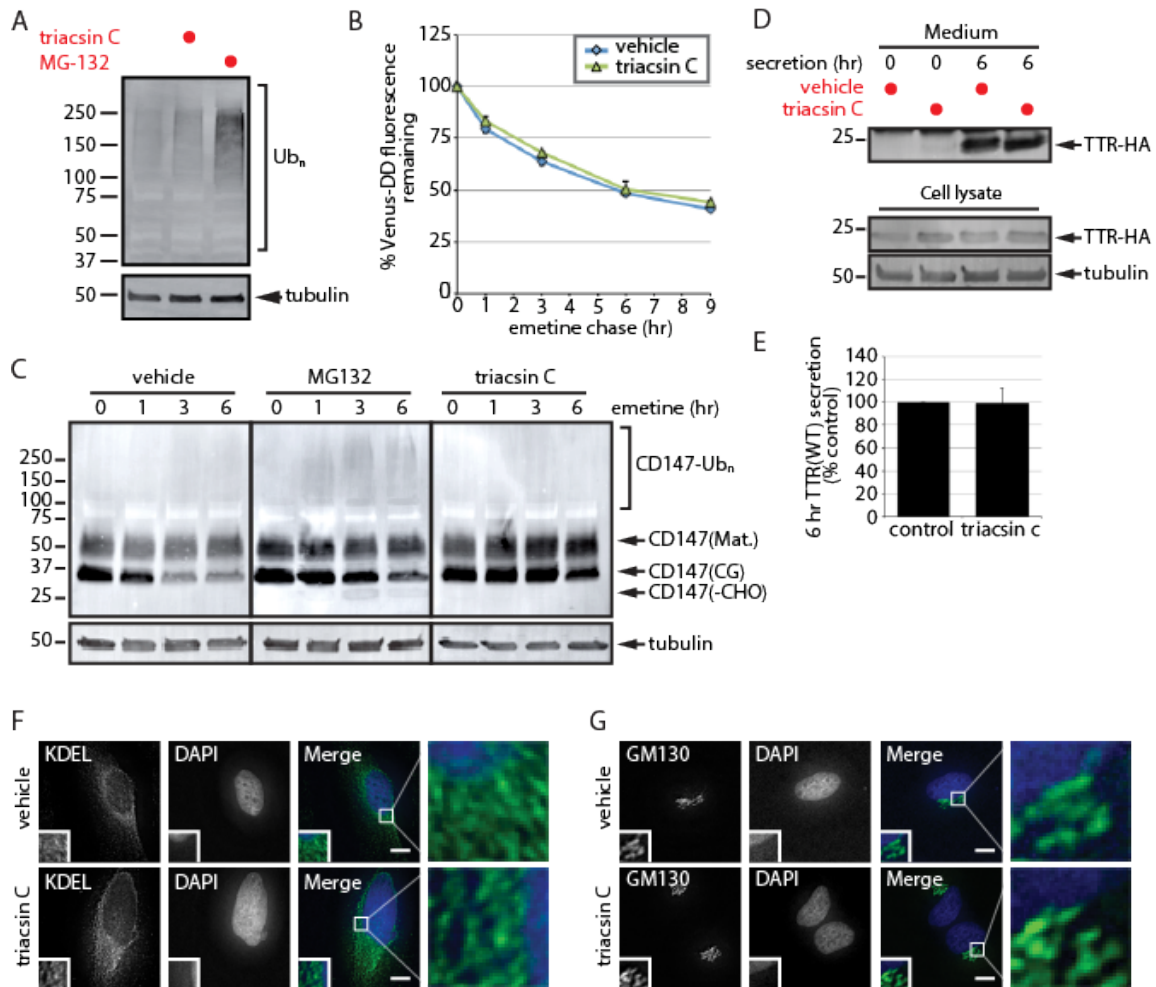 A
triacsin C
MG-132
250
150
100
75
50
37
Ubn
50
tubulin
B
125
100
75
50
25
0
% Venus-DD fluorescence
remaining
vehicle
triacsin C
0 1 2 3 4 5 6 7 8 9
emetine chase (hr)
D
Medium
secretion (hr) 0 0 6 6
vehicle
triacsin C
25
TTR-HA
Cell lysate
25
TTR-HA
50
tubulin
E
140
120
100
80
60
40
20
0
6 hr TTR(WT) secretion
(% control)
control triacsin c
C
vehicle MG132 triacsin C
0 1 3 6 0 1 3 6 0 1 3 6 emetine (hr)
250
150
100
75
50
37
25
CD147-Ubn
CD147(Mat.)
CD147(CG)
CD147(-CHO)
50
tubulin
F
vehicle
KDEL DAPI Merge
triacsin C
KDEL DAPI Merge
G
vehicle
GM130 DAPI Merge
triacsin C
GM130 DAPI Merge